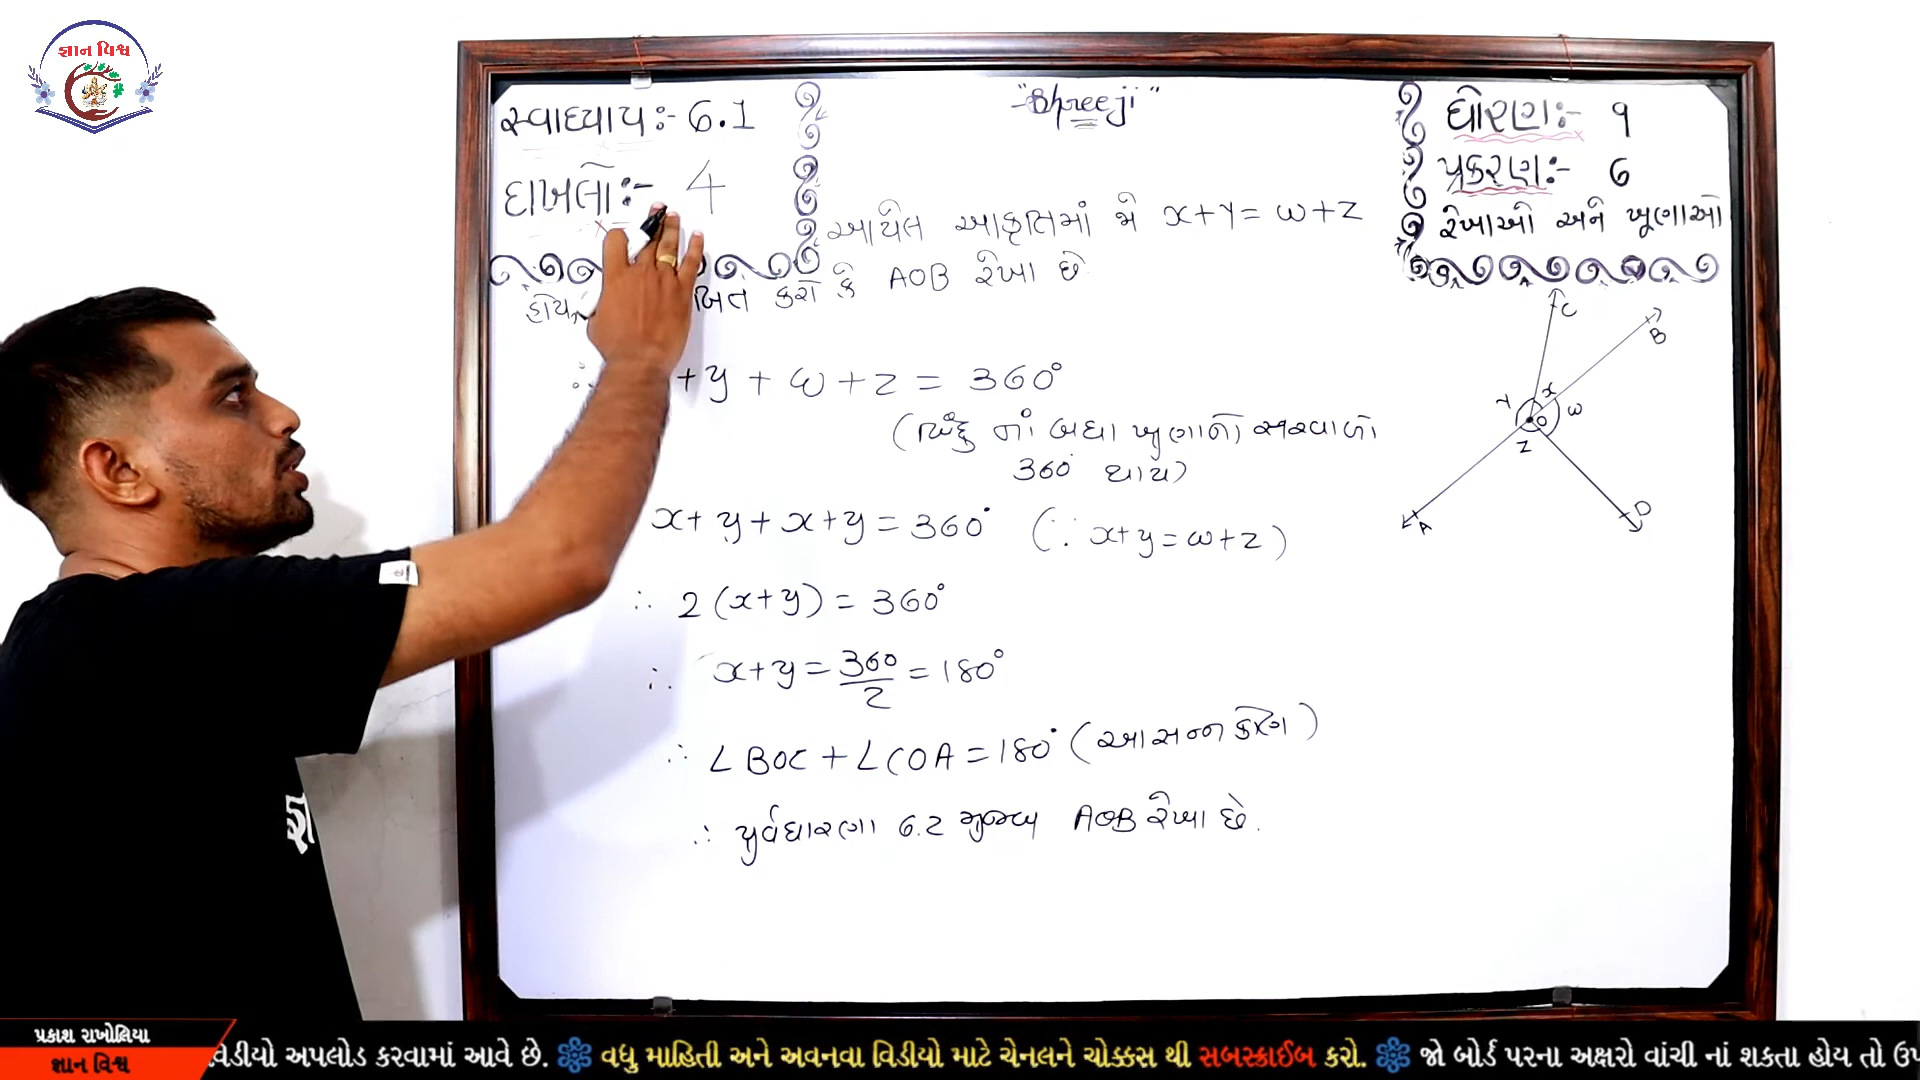 જ્ઞાન વિશ્વ
સ્વાધ્યાય:- 6.1
"Shreeji"
ધોરણ:- ૧
દાખલો:- 4
પ્રકરણ:- 6
રેખાઓ અને ખૂણાઓ
આપેલ આકૃતિમાં જો x+y=ω+z
હોય, બિત કરો કે AOB રેખા છે
C
B
x
y
ω
O
z
A
D
∴ +y+ω+z=360°
(બિંદુ નાં બધા ખુણાનો સરવાળો
360 થાય)
x+y+x+y=360° (∵ x+y=ω+z)
∴ 2(x+y)=360°
∴ x+y=360/2=180°
∴ ∠BOC+∠COA=180° (આસન્ન કોણ)
∴ પુર્વધારણા 6.2 મુજબ AOB રેખા છે.
પ્રકાશ રાખોલિયા
જ્ઞાન વિશ્વ
વિડીયો અપલોડ કરવામાં આવે છે. વધુ માહિતી અને અવનવા વિડીયો માટે ચેનલને ચોક્કસ થી સબસ્ક્રાઈબ કરો. જો બોર્ડ પરના અક્ષરો વાંચી નાં શકતા હોય તો ઉપ